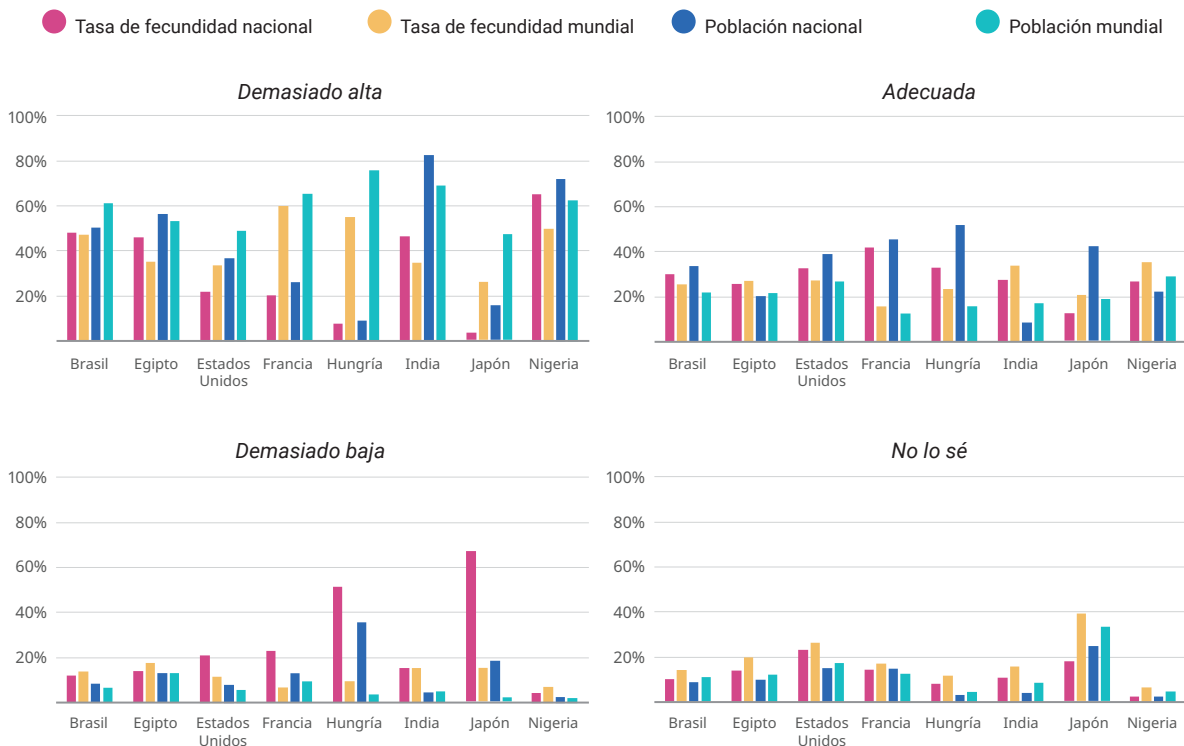 Tasa de fecundidad nacional
Tasa de fecundidad mundial
Población nacional
Población mundial
Demasiado alta
100%
80%
60%
40%
20%
Brasil
Egipto
Estados
Unidos
Francia
Hungría
India
Japón
Nigeria
Adecuada
100%
80%
60%
40%
20%
Brasil
Egipto
Estados
Unidos
Francia
Hungría
India
Japón
Nigeria
Demasiado baja
100%
80%
60%
40%
20%
Brasil
Egipto
Estados
Unidos
Francia
Hungría
India
Japón
Nigeria
No lo sé
100%
80%
60%
40%
20%
Brasil
Egipto
Estados
Unidos
Francia
Hungría
India
Japón
Nigeria